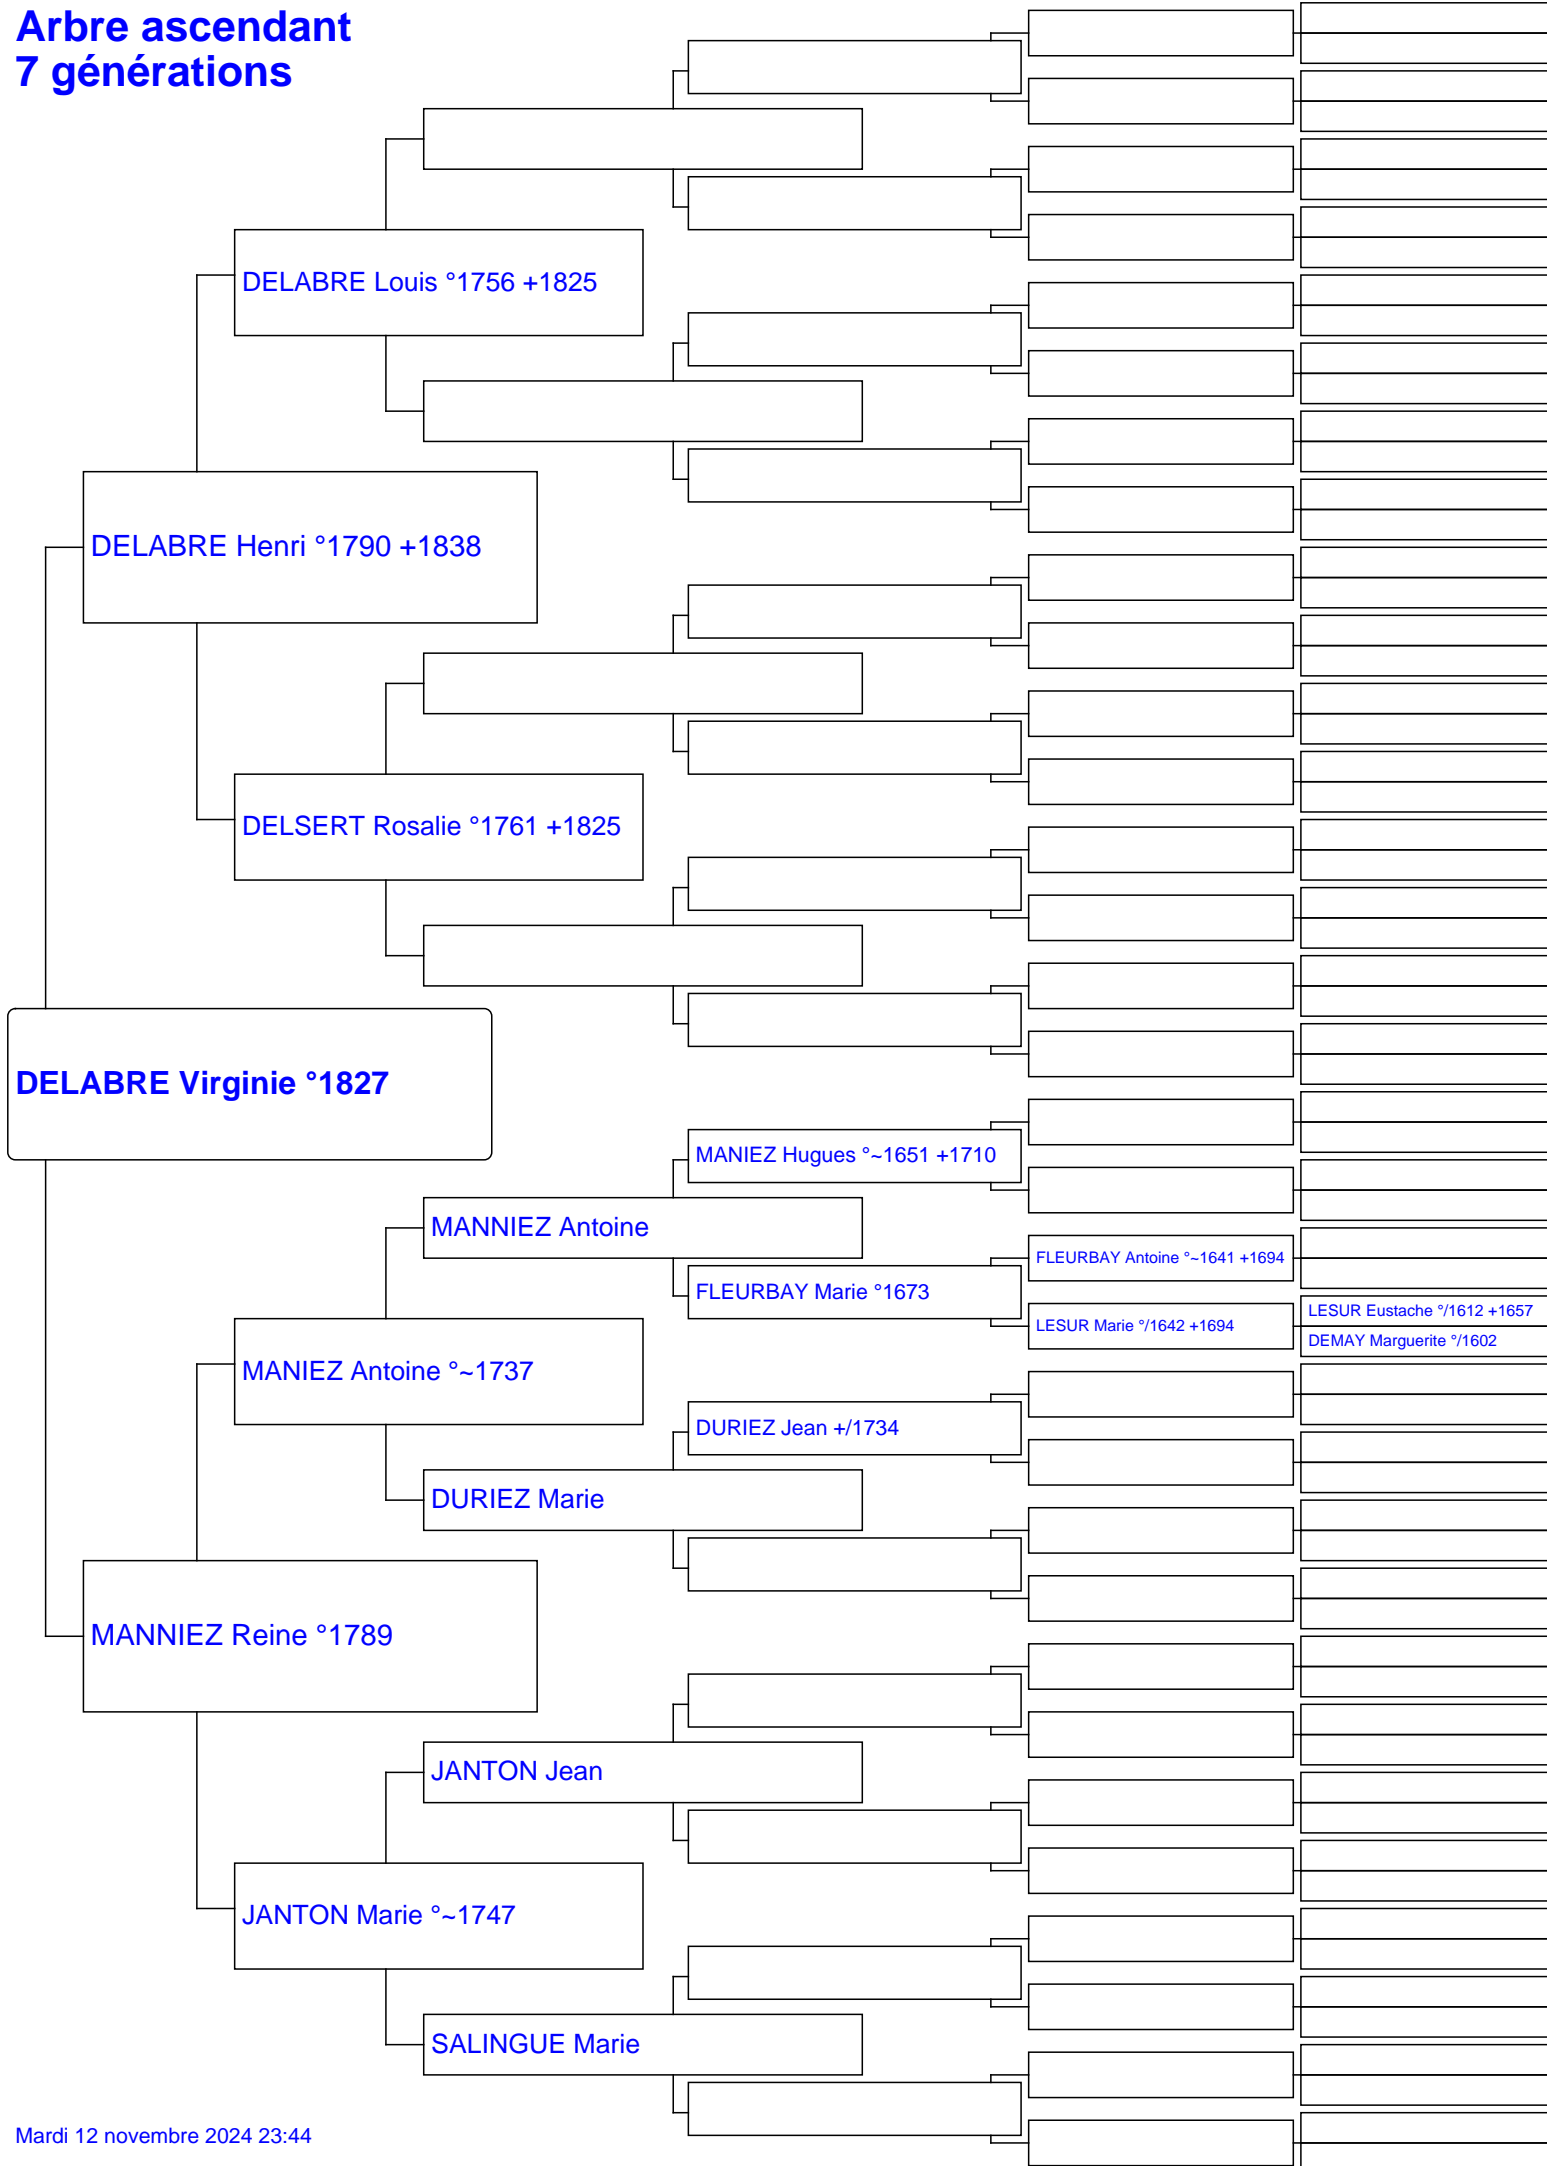 Arbre ascendant
7 générations
DELABRE Louis °1756 +1825
DELABRE Henri °1790 +1838
DELSERT Rosalie °1761 +1825
DELABRE Virginie °1827
MANIEZ Hugues °~1651 +1710
MANNIEZ Antoine
FLEURBAY Antoine °~1641 +1694
FLEURBAY Marie °1673
LESUR Eustache °/1612 +1657
LESUR Marie °/1642 +1694
DEMAY Marguerite °/1602
MANIEZ Antoine °~1737
DURIEZ Jean +/1734
DURIEZ Marie
MANNIEZ Reine °1789
JANTON Jean
JANTON Marie °~1747
SALINGUE Marie
Mardi 12 novembre 2024 23:44